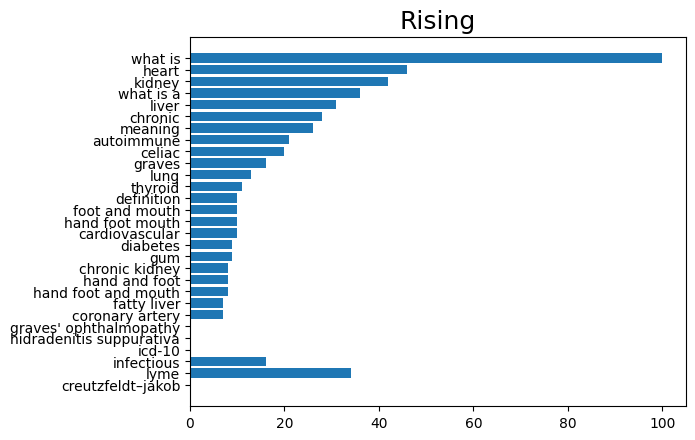 Rising
what is
heart
kidney
what is a
liver
chronic
meaning
autoimmune
celiac
graves
lung
thyroid
definition
foot and mouth
hand foot mouth
cardiovascular
diabetes
gum
chronic kidney
hand and foot
hand foot and mouth
fatty liver
coronary artery
graves' ophthalmopathy
hidradenitis suppurativa
icd-10
infectious
lyme
creutzfeldt–jakob
0 20 40 60 80 100